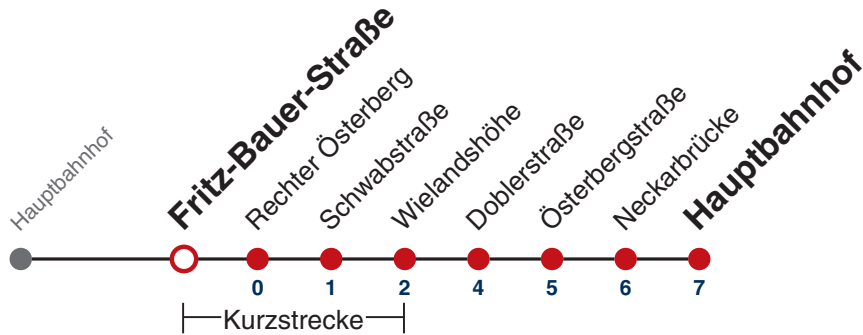 Hauptbahnhof
Fritz-Bauer-Straße
Rechter Österberg
Schwabstraße
Wielandshöhe
Doblerstraße
Österbergstraße
Neckarbrücke
Hauptbahnhof
0 1 2 4 5 6 7
Kurzstrecke